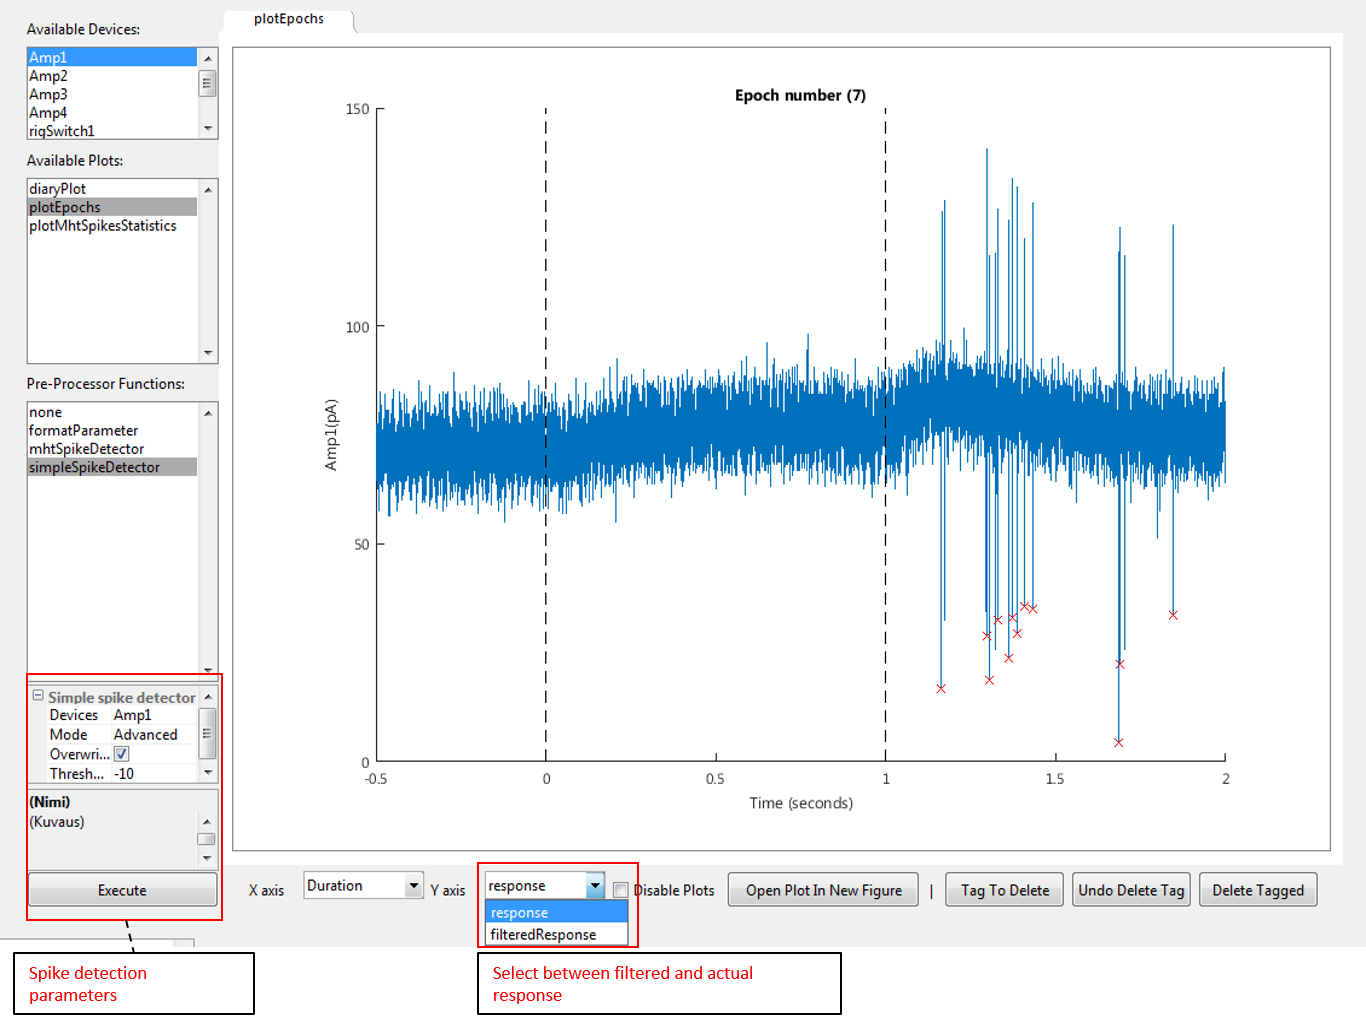 plotEpochs
Available Devices:
Amp1
Amp2
Amp3
Amp4
rigSwitch1
Available Plots:
diaryPlot
plotEpochs
plotMhtSpikesStatistics
Pre-Processor Functions:
none
formatParameter
mhtSpikeDetector
simpleSpikeDetector
Simple spike detector
Devices Amp1
Mode Advanced
Overwri...
Thresh... -10
(Nimi)
(Kuvaus)
Execute
Epoch number (7)
150
100
50
0
Amp1(pA)
-0.5 0 0.5 1 1.5 2
Time (seconds)
X axis Duration Y axis response Disable Plots Open Plot In New Figure | Tag To Delete Undo Delete Tag Delete Tagged
response
filteredResponse
Spike detection
parameters
Select between filtered and actual
response